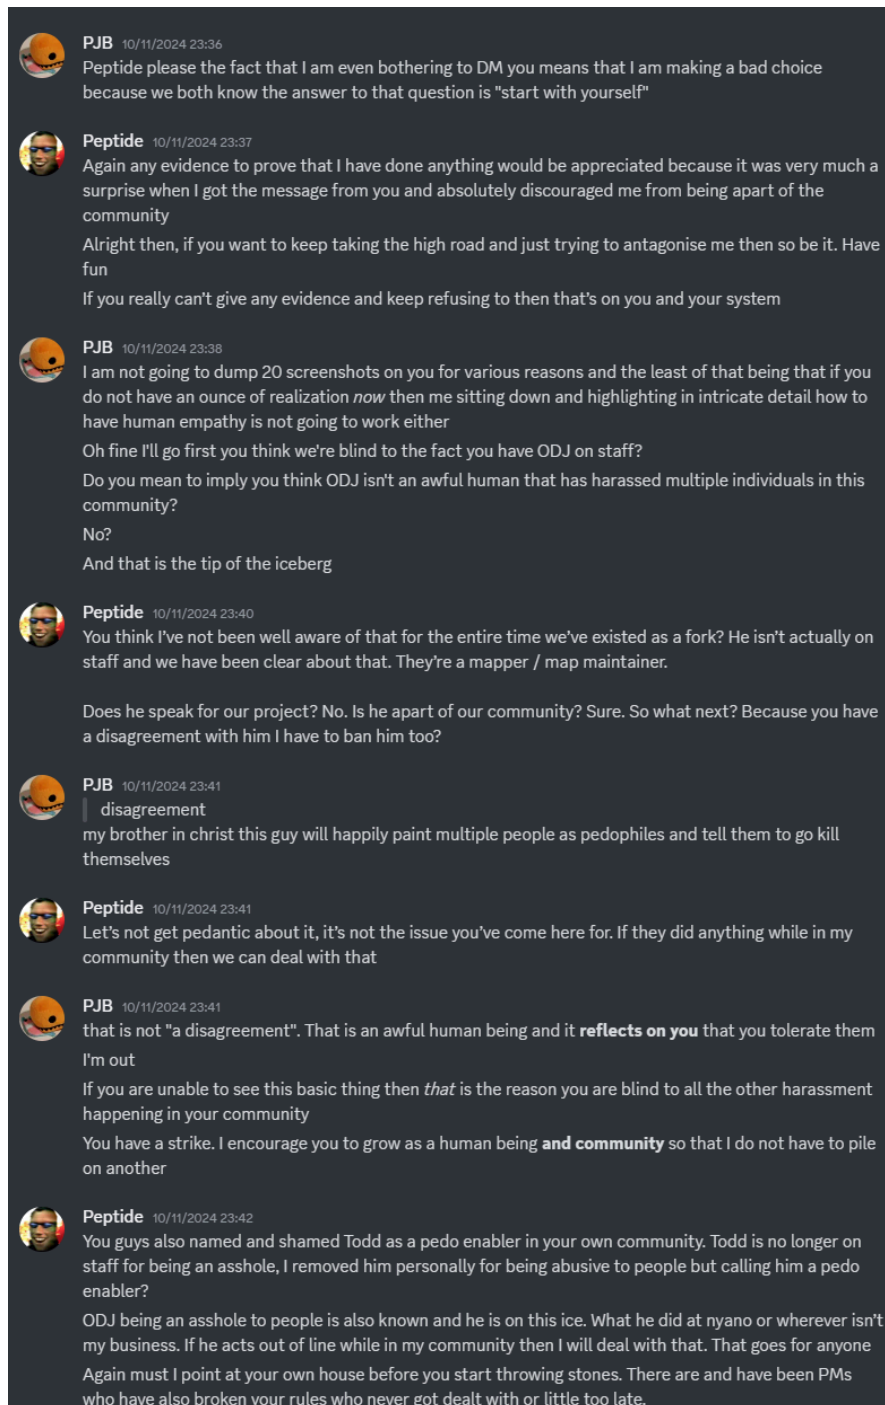 PJB 10/11/2024 23:36
Peptide please the fact that I am even bothering to DM you means that I am making a bad choice
because we both know the answer to that question is "start with yourself"
Peptide 10/11/2024 23:37
Again any evidence to prove that I have done anything would be appreciated because it was very much a
surprise when I got the message from you and absolutely discouraged me from being apart of the
community
Alright then, if you want to keep taking the high road and just trying to antagonise me then so be it. Have
fun
If you really can't give any evidence and keep refusing to then that's on you and your system
PJB 10/11/2024 23:38
I am not going to dump 20 screenshots on you for various reasons and the least of that being that if you
do not have an ounce of realization now then me sitting down and highlighting in intricate detail how to
have human empathy is not going to work either
Oh fine I'll go first you think we're blind to the fact you have ODJ on staff?
Do you mean to imply you think ODJ isn't an awful human that has harassed multiple individuals in this
community?
No?
And that is the tip of the iceberg
Peptide 10/11/2024 23:40
You think I've not been well aware of that for the entire time we've existed as a fork? He isn't actually on
staff and we have been clear about that. They're a mapper / map maintainer.
Does he speak for our project? No. Is he apart of our community? Sure. So what next? Because you have
a disagreement with him I have to ban him too?
PJB 10/11/2024 23:41
disagreement
my brother in christ this guy will happily paint multiple people as pedophiles and tell them to go kill
themselves
Peptide 10/11/2024 23:41
Let's not get pedantic about it, it's not the issue you've come here for. If they did anything while in my
community then we can deal with that
PJB 10/11/2024 23:41
that is not "a disagreement". That is an awful human being and it reflects on you that you tolerate them
I'm out
If you are unable to see this basic thing then that is the reason you are blind to all the other harassment
happening in your community
You have a strike. I encourage you to grow as a human being and community so that I do not have to pile
on another
Peptide 10/11/2024 23:42
You guys also named and shamed Todd as a pedo enabler in your own community. Todd is no longer on
staff for being an asshole, I removed him personally for being abusive to people but calling him a pedo
enabler?
ODJ being an asshole to people is also known and he is on this ice. What he did at nyano or wherever isn't
my business. If he acts out of line while in my community then I will deal with that. That goes for anyone
Again must I point at your own house before you start throwing stones. There are and have been PMs
who have also broken your rules who never got dealt with or little too late.